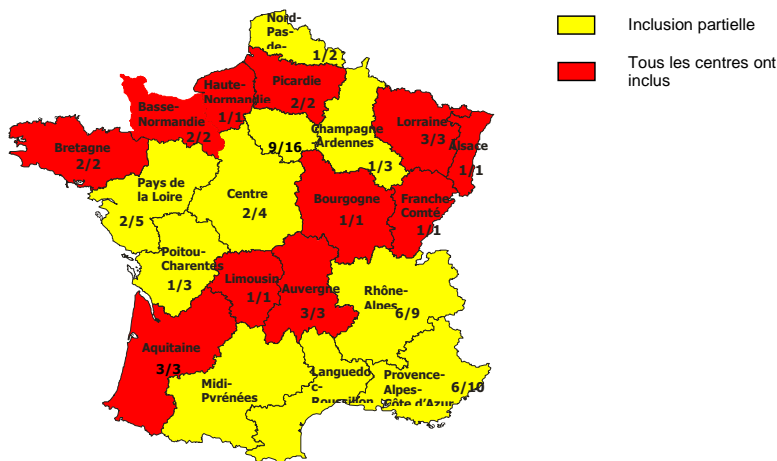 Nord-
Pas-
de-
1/2
Inclusion partielle
Tous les centres ont
inclus
Picardie
2/2
Haute-
Normandie
1/1
Basse-
Normandie
2/2
Champagne
Ardennes
1/3
Lorraine
3/3
Alsace
1/1
9/16
Bretagne
2/2
Pays de
la Loire
2/5
Centre
2/4
Bourgogne
1/1
Franche
Comté
1/1
Poitou-
Charentes
1/3
Limousin
1/1
Auvergne
3/3
Rhône-
Alpes
6/9
Aquitaine
3/3
Midi-
Pyrénées
Languedo
c-
Roussillon
Provence-
Alpes-
Côte d'Azur
6/10